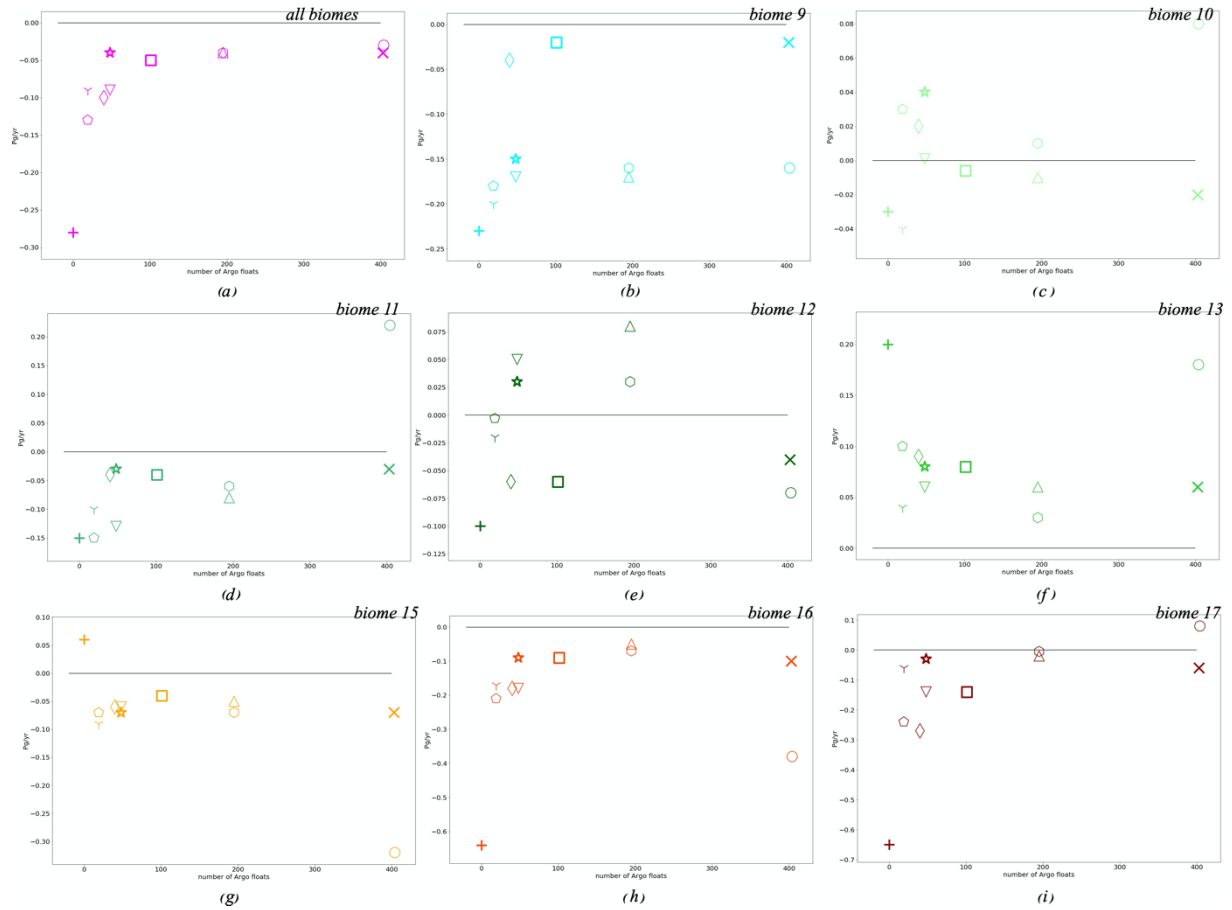 all biomes
0.00
−0.05
−0.10
−0.15
−0.20
−0.25
−0.30
Pg/yr
0 100 200 300 400
number of Argo floats
(a)
biome 9
0.00
−0.05
−0.10
−0.15
−0.20
−0.25
Pg/yr
0 100 200 300 400
number of Argo floats
(b)
biome 10
0.08
0.06
0.04
0.02
0.00
−0.02
−0.04
Pg/yr
0 100 200 300 400
number of Argo floats
(c)
biome 11
0.20
0.15
0.10
0.05
0.00
−0.05
−0.10
−0.15
Pg/yr
0 100 200 300 400
number of Argo floats
(d)
biome 12
0.075
0.050
0.025
0.000
−0.025
−0.050
−0.075
−0.100
−0.125
Pg/yr
0 100 200 300 400
number of Argo floats
(e)
biome 13
0.20
0.15
0.10
0.05
0.00
Pg/yr
0 100 200 300 400
number of Argo floats
(f)
biome 15
0.10
0.05
0.00
−0.05
−0.10
−0.15
−0.20
−0.25
−0.30
Pg/yr
0 100 200 300 400
number of Argo floats
(g)
biome 16
0.0
−0.1
−0.2
−0.3
−0.4
−0.5
−0.6
Pg/yr
0 100 200 300 400
number of Argo floats
(h)
biome 17
0.1
0.0
−0.1
−0.2
−0.3
−0.4
−0.5
−0.6
−0.7
Pg/yr
0 100 200 300 400
number of Argo floats
(i)